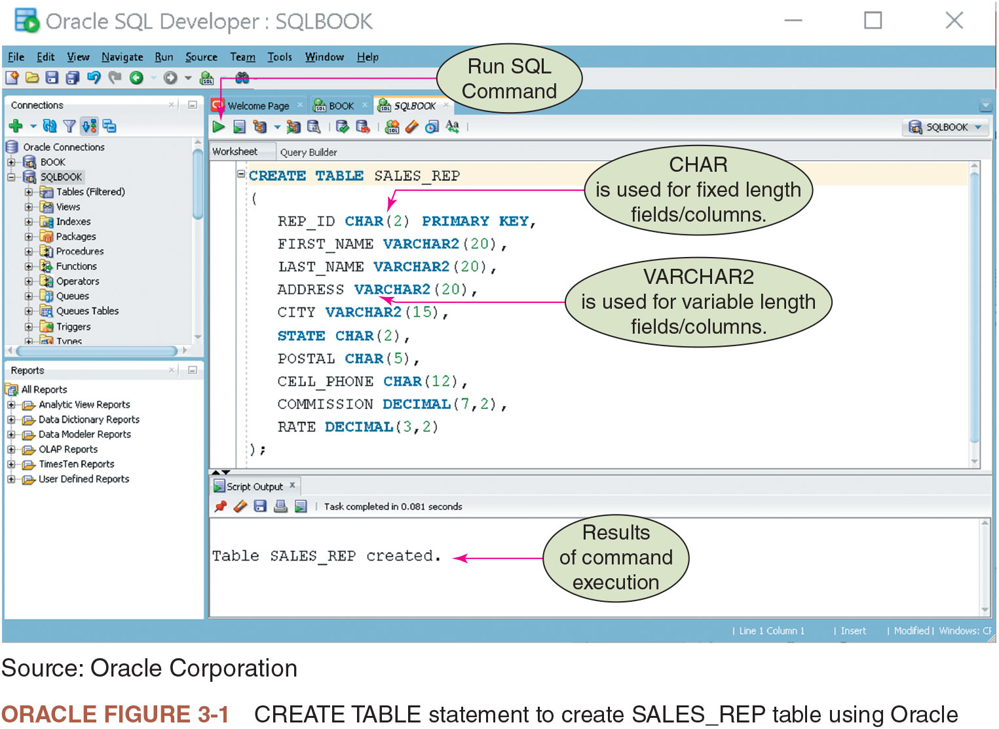 Oracle SQL Developer : SQLBOOK
File Edit View Navigate Run Source Team Tools Window Help
Run SQL
Command
Connections
Welcome Page
BOOK
SQLBOOK
SQLBOOK
Oracle Connections
BOOK
SQLBOOK
Tables (Filtered)
Views
Indexes
Packages
Procedures
Functions
Operators
Queues
Queues Tables
Triggers
Types
Reports
All Reports
Analytic View Reports
Data Dictionary Reports
Data Modeler Reports
OLAP Reports
TimesTen Reports
User Defined Reports
Worksheet Query Builder
CREATE TABLE SALES_REP
(
REP_ID CHAR(2) PRIMARY KEY,
FIRST_NAME VARCHAR2(20),
LAST_NAME VARCHAR2(20),
ADDRESS VARCHAR2(20),
CITY VARCHAR2(15),
STATE CHAR(2),
POSTAL CHAR(5),
CELL_PHONE CHAR(12),
COMMISSION DECIMAL(7,2),
RATE DECIMAL(3,2)
);
CHAR
is used for fixed length
fields/columns.
VARCHAR2
is used for variable length
fields/columns.
Script Output
Task completed in 0.081 seconds
Table SALES_REP created.
Results
of command
execution
| Line 1 Column 1 | Insert | Modified | Windows: CF
Source: Oracle Corporation
ORACLE FIGURE 3-1 CREATE TABLE statement to create SALES_REP table using Oracle